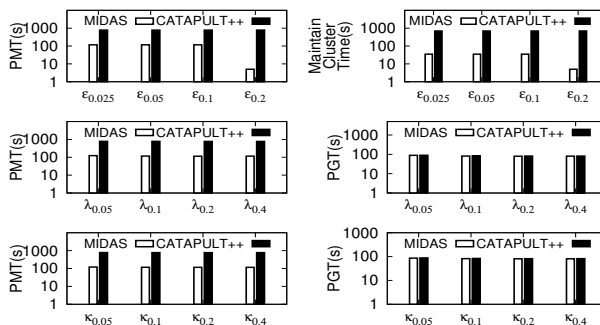 MIDAS CATAPULT++
PMT(s)
1000
100
10
1
ε0.025 ε0.05 ε0.1 ε0.2
MIDAS CATAPULT++
Maintain
Cluster
Time(s)
1000
100
10
1
ε0.025 ε0.05 ε0.1 ε0.2
MIDAS CATAPULT++
PMT(s)
1000
100
10
1
λ0.05 λ0.1 λ0.2 λ0.4
MIDAS CATAPULT++
PGT(s)
1000
100
10
1
λ0.05 λ0.1 λ0.2 λ0.4
MIDAS CATAPULT++
PMT(s)
1000
100
10
1
κ0.05 κ0.1 κ0.2 κ0.4
MIDAS CATAPULT++
PGT(s)
1000
100
10
1
κ0.05 κ0.1 κ0.2 κ0.4